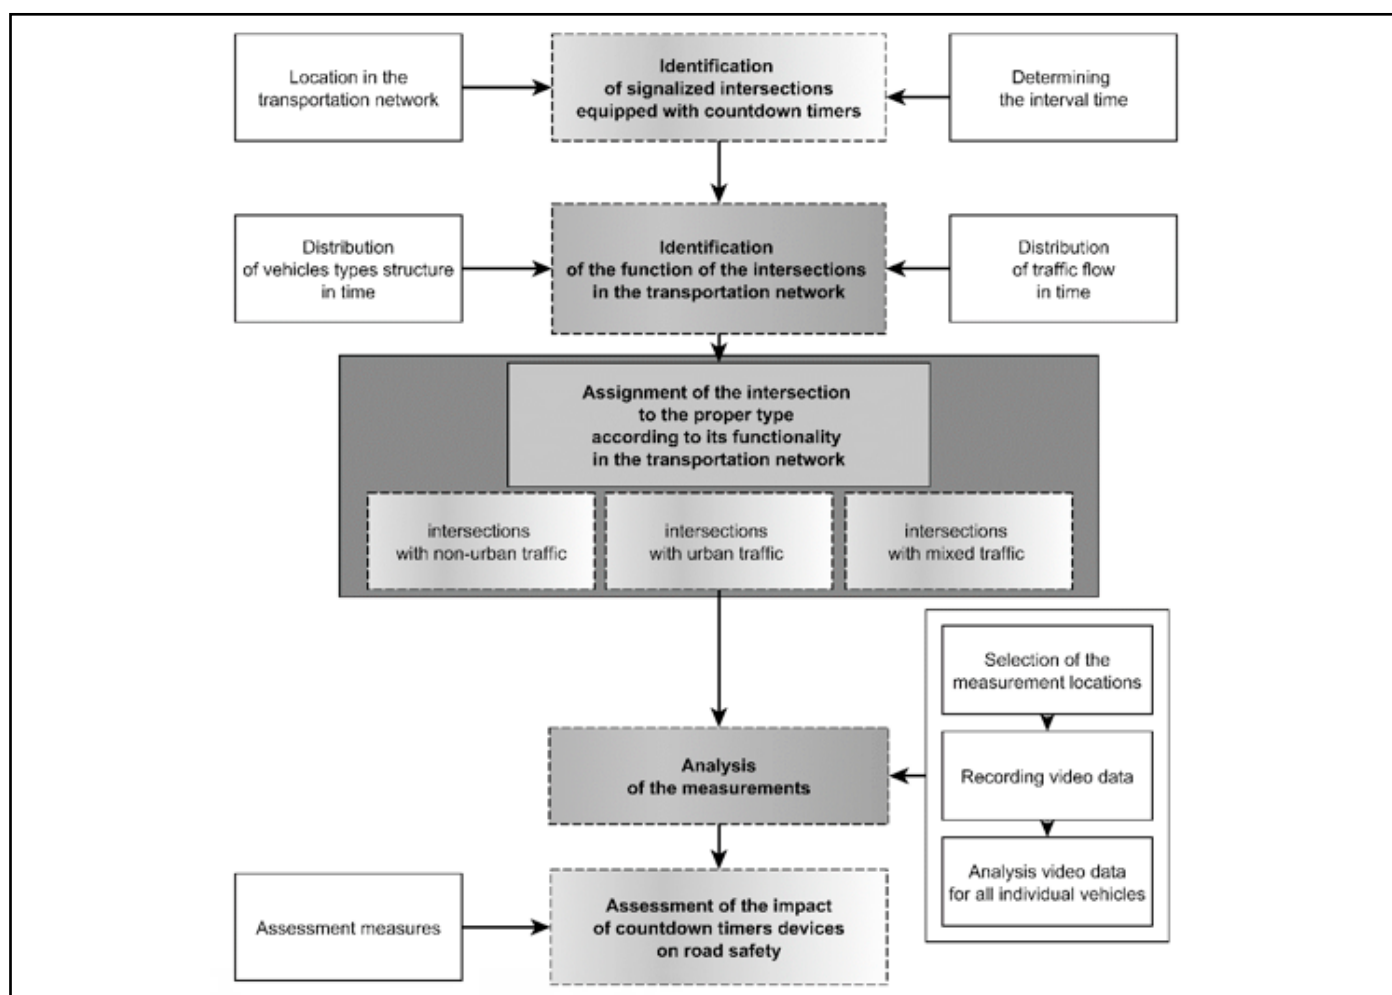 Location in the
transportation network
Identification
of signalized intersections
equipped with countdown timers
Determining
the interval time
Distribution
of vehicles types structure
in time
Identification
of the function of the intersections
in the transportation network
Distribution
of traffic flow
in time
Assignment of the intersection
to the proper type
according to its functionality
in the transportation network
intersections
with non-urban traffic
intersections
with urban traffic
intersections
with mixed traffic
Selection of the
measurement locations
Analysis
of the measurements
Recording video data
Analysis video data
for all individual vehicles
Assessment measures
Assessment of the impact
of countdown timers devices
on road safety